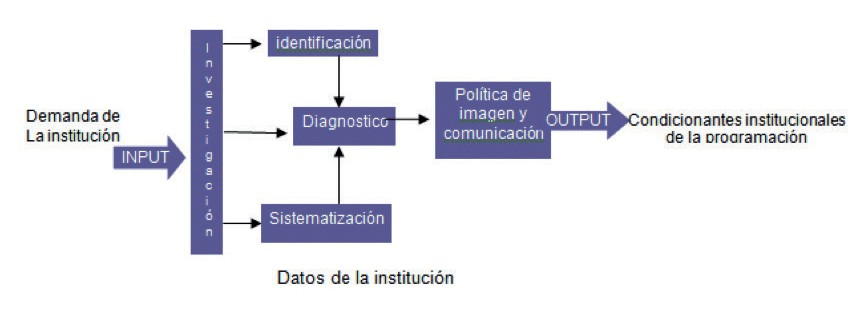 Demanda de
La institución
INPUT
Investigación
identificación
Diagnostico
Sistematización
Política de
imagen y
comunicación
OUTPUT
Condicionantes institucionales
de la programación
Datos de la institución